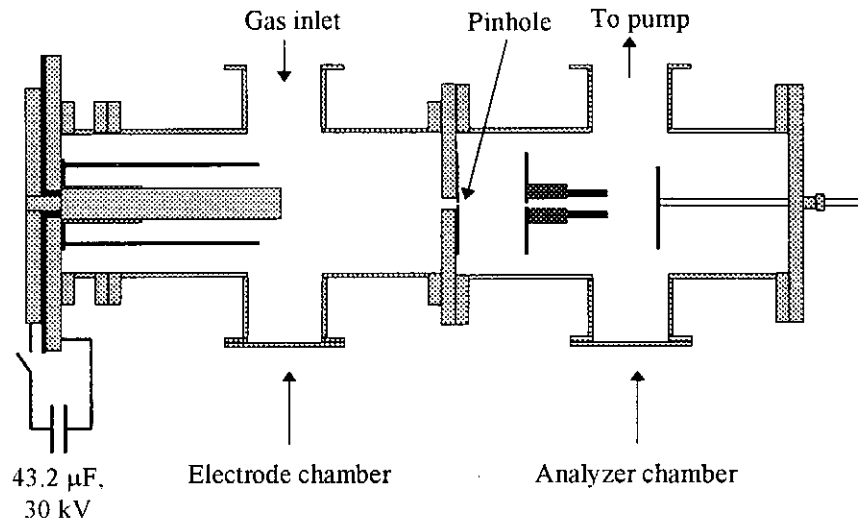 Gas inlet
Pinhole
To pump
43.2 µF,
30 kV
Electrode chamber
Analyzer chamber